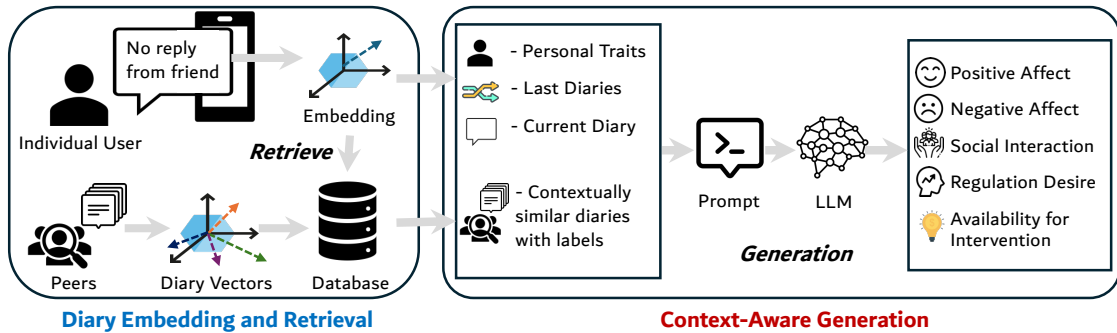 No reply
from friend
Individual User
Embedding
Retrieve
Peers
Diary Vectors
Database
Diary Embedding and Retrieval
- Personal Traits
- Last Diaries
- Current Diary
- Contextually
similar diaries
with labels
Prompt
LLM
Generation
Positive Affect
Negative Affect
Social Interaction
Regulation Desire
Availability for
Intervention
Context-Aware Generation